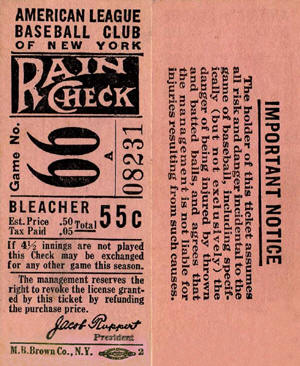 AMERICAN LEAGUE
BASEBALL CLUB
OF NEW YORK
RAIN
CHECK
Game No.
66
A
08231
BLEACHER
Est. Price .50
Tax Paid .05
Total
55c
If 4½ innings are not played
this Check may be exchanged
for any other game this season.
The management reserves the
right to revoke the license grant-
ed by this ticket by refunding
the purchase price.
Jacob Ruppert
President
M.B. Brown Co., N.Y.
2
IMPORTANT NOTICE
The holder of this ticket assumes
all risk and danger incidental to the
game of baseball, including specif-
ically (but not exclusively) the
danger of being injured by thrown
and batted balls, and agrees that
the management is not liable for
injuries resulting from such causes.